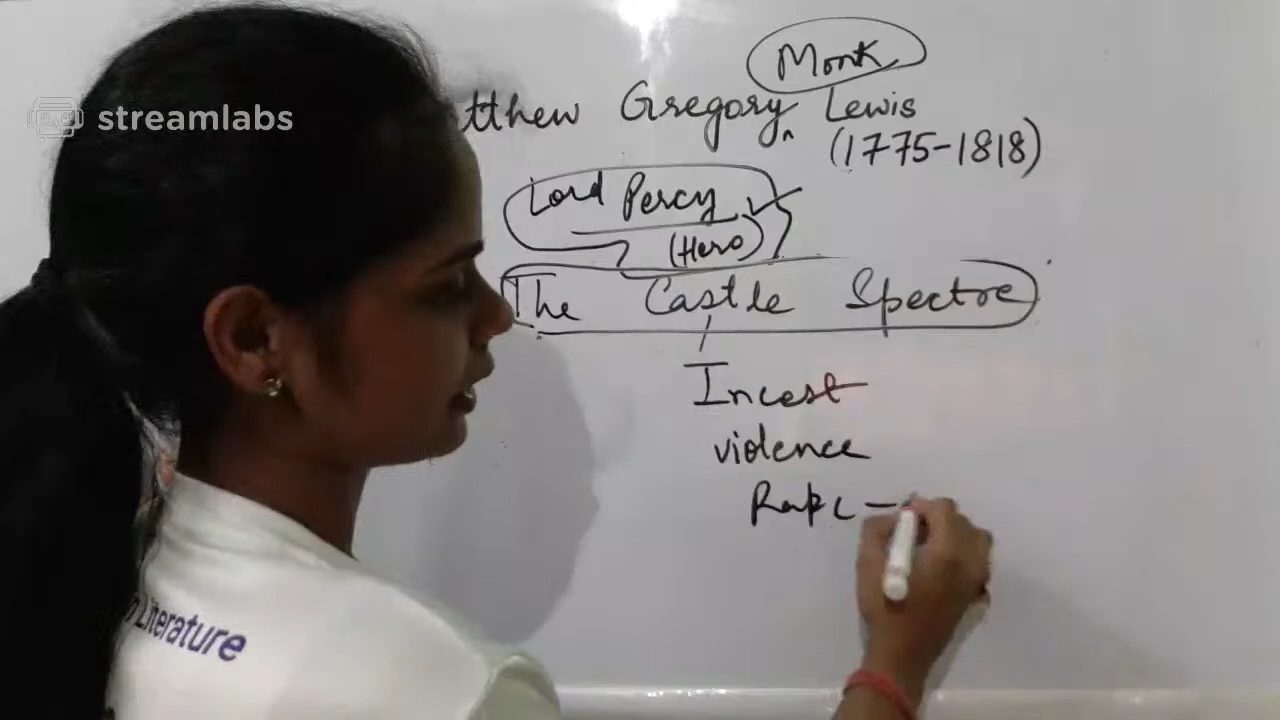 streamlabs
Monk
tthew Gregory Lewis
(1775-1818)
Lord Percy
(Hero)
The Castle Spectre
Incest
violence
Rape -
n Literature